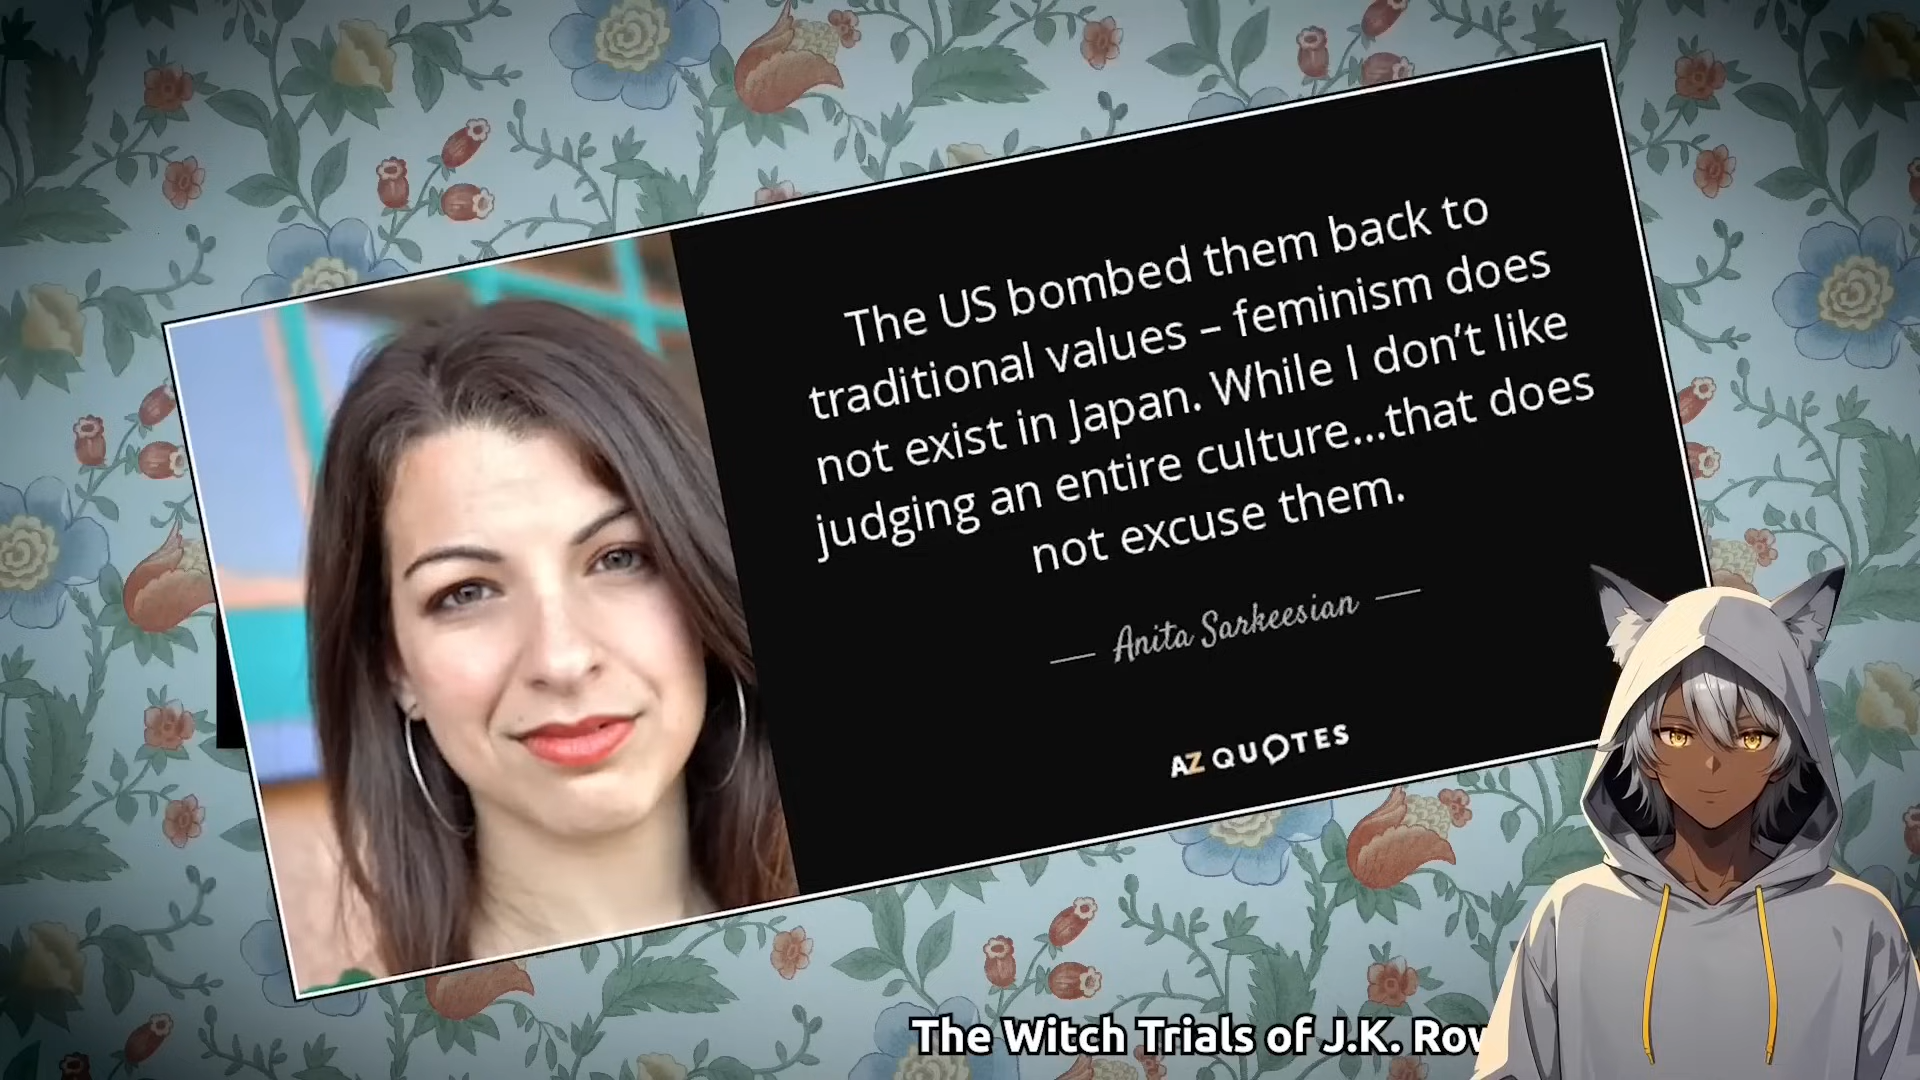 The US bombed them back to
traditional values – feminism does
not exist in Japan. While I don't like
judging an entire culture...that does
not excuse them.
— Anita Sarkeesian —
AZ QUOTES
The Witch Trials of J.K.